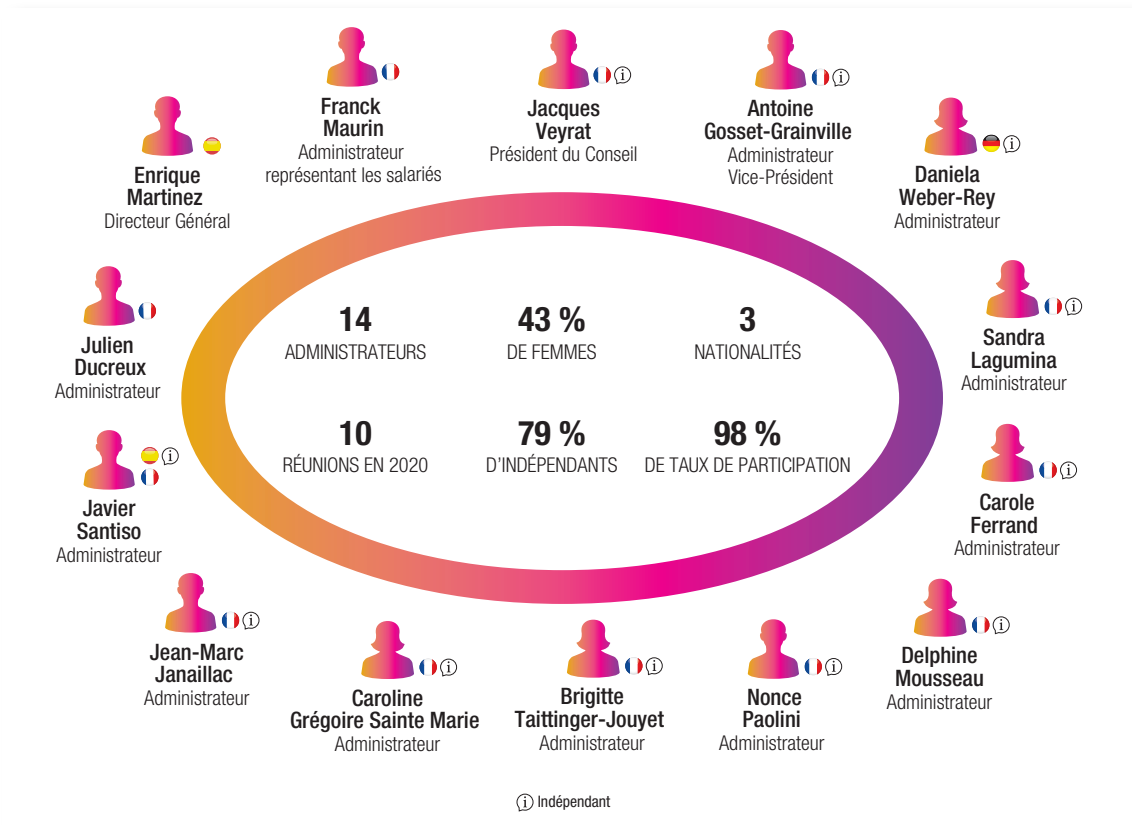 Franck
Maurin
Administrateur
représentant les salariés
Jacques
Veyrat
Président du Conseil
Antoine
Gosset-Grainville
Administrateur
Vice-Président
Enrique
Martinez
Directeur Général
Daniela
Weber-Rey
Administrateur
Julien
Ducreux
Administrateur
Sandra
Lagumina
Administrateur
14
ADMINISTRATEURS
43 %
DE FEMMES
3
NATIONALITÉS
10
RÉUNIONS EN 2020
79 %
D'INDÉPENDANTS
98 %
DE TAUX DE PARTICIPATION
Javier
Santiso
Administrateur
Carole
Ferrand
Administrateur
Jean-Marc
Janaillac
Administrateur
Caroline
Grégoire Sainte Marie
Administrateur
Brigitte
Taittinger-Jouyet
Administrateur
Nonce
Paolini
Administrateur
Delphine
Mousseau
Administrateur
i Indépendant